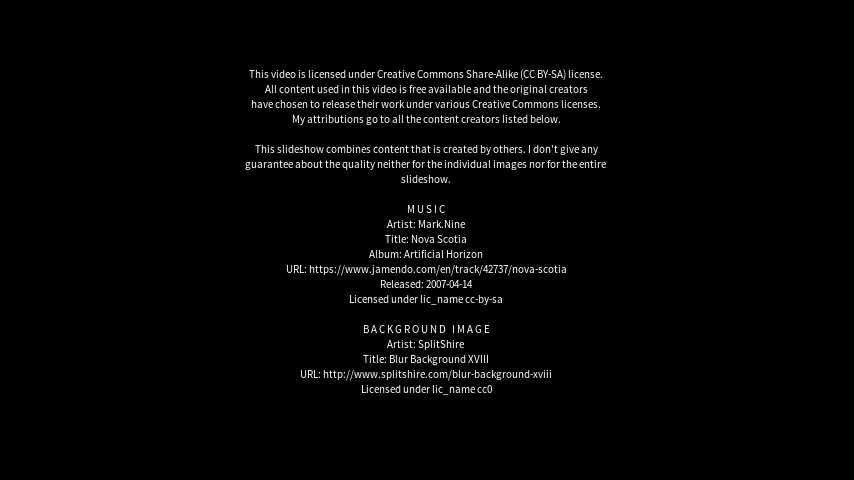 This video is licensed under Creative Commons Share-Alike (CC BY-SA) license.
All content used in this video is free available and the original creators
have chosen to release their work under various Creative Commons licenses.
My attributions go to all the content creators listed below.
This slideshow combines content that is created by others. I don't give any
guarantee about the quality neither for the individual images nor for the entire
slideshow.
MUSIC
Artist: Mark.Nine
Title: Nova Scotia
Album: Artificial Horizon
URL: https://www.jamendo.com/en/track/42737/nova-scotia
Released: 2007-04-14
Licensed under lic_name cc-by-sa
BACKGROUND IMAGE
Artist: SplitShire
Title: Blur Background XVIII
URL: http://www.splitshire.com/blur-background-xviii
Licensed under lic_name cc0